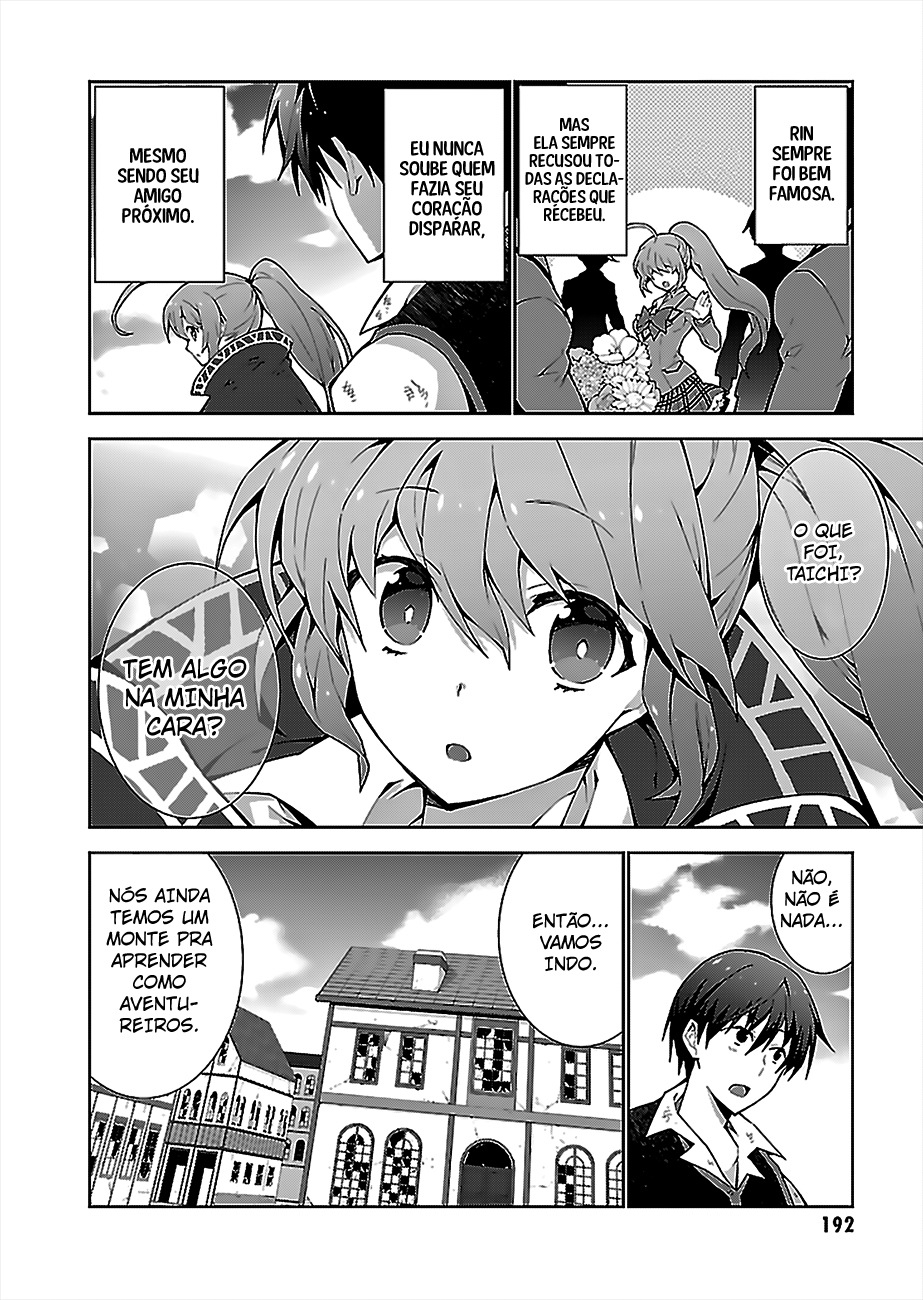 RIN
SEMPRE
FOI BEM
FAMOSA.
MAS
ELA SEMPRE
RECUSOU TO-
DAS AS DECLA-
RAÇÕES QUE
RECEBEU.
EU NUNCA
SOUBE QUEM
FAZIA SEU
CORAÇÃO
DISPARAR,
MESMO
SENDO SEU
AMIGO
PRÓXIMO.
O QUE
FOI,
TAICHI?
TEM ALGO
NA MINHA
CARA?
NÃO,
NÃO É
NADA...
ENTÃO...
VAMOS
INDO.
NÓS AINDA
TEMOS UM
MONTE PRA
APRENDER
COMO
AVENTU-
REIROS.
192